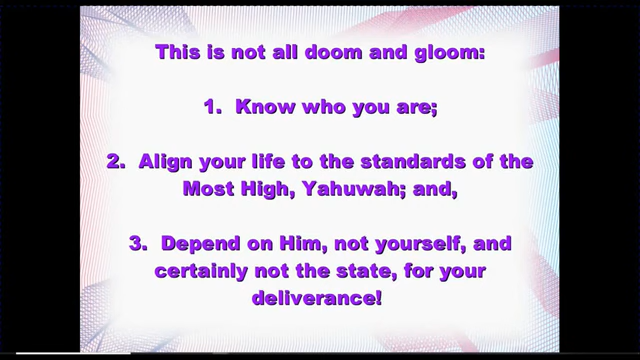 This is not all doom and gloom:
1. Know who you are;
2. Align your life to the standards of the
Most High, Yahuwah; and,
3. Depend on Him, not yourself, and
certainly not the state, for your
deliverance!